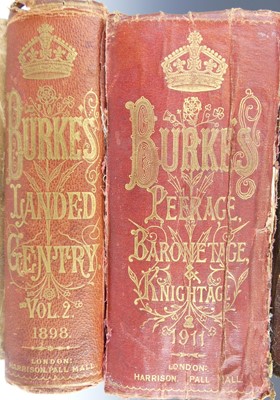 BURKE'S
LANDED
GENTRY
VOL. 2.
1898.
LONDON:
HARRISON, PALL MALL.
BURKE'S
PEERAGE,
BARONETAGE,
&
KNIGHTAGE,
1911
LONDON:
HARRISON, PALL MALL